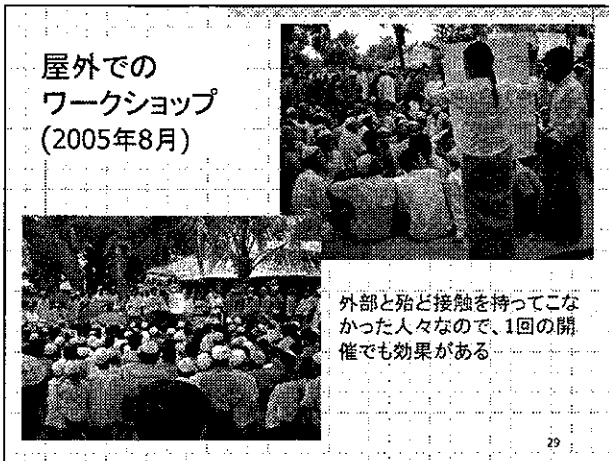 屋外での
ワークショップ
(2005年8月)
外部と殆ど接触を持ってこな
かった人々なので、1回の開
催でも効果がある
29